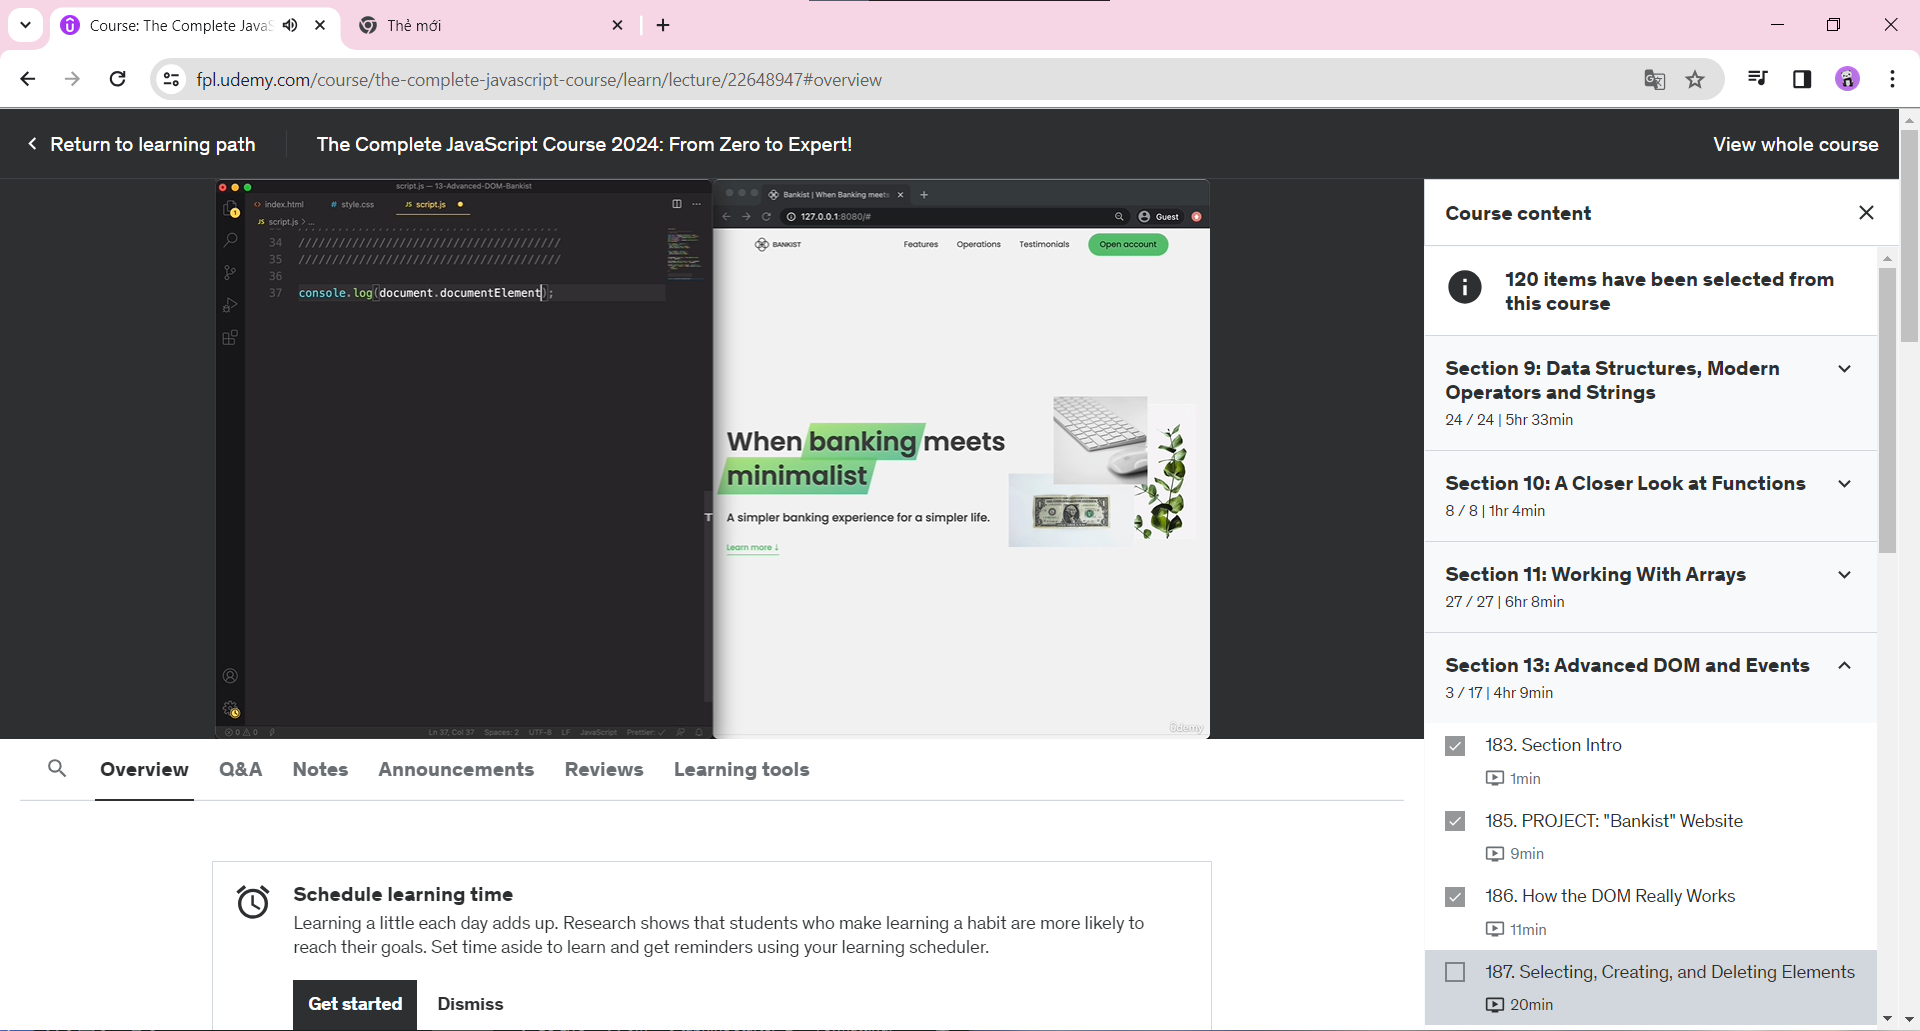 Course: The Complete JavaS
Thẻ mới
fpl.udemy.com/course/the-complete-javascript-course/learn/lecture/22648947#overview
Return to learning path
The Complete JavaScript Course 2024: From Zero to Expert!
View whole course
script.js — 13-Advanced-DOM-Bankist
index.html
style.css
script.js
script.js > ...
34 ///////////////////////////////////////
35 ///////////////////////////////////////
36
37 console.log(document.documentElement);
Ln 37, Col 37 Spaces: 2 UTF-8 LF JavaScript Prettier: ✓
Bankist | When Banking meets
127.0.0.1:8080/#
Guest
BANKIST
Features
Operations
Testimonials
Open account
When banking meets
minimalist
A simpler banking experience for a simpler life.
Learn more ↓
Udemy
Course content
120 items have been selected from
this course
Section 9: Data Structures, Modern
Operators and Strings
24 / 24 | 5hr 33min
Section 10: A Closer Look at Functions
8 / 8 | 1hr 4min
Section 11: Working With Arrays
27 / 27 | 6hr 8min
Section 13: Advanced DOM and Events
3 / 17 | 4hr 9min
183. Section Intro
1min
185. PROJECT: "Bankist" Website
9min
186. How the DOM Really Works
11min
187. Selecting, Creating, and Deleting Elements
20min
Overview
Q&A
Notes
Announcements
Reviews
Learning tools
Schedule learning time
Learning a little each day adds up. Research shows that students who make learning a habit are more likely to
reach their goals. Set time aside to learn and get reminders using your learning scheduler.
Get started
Dismiss